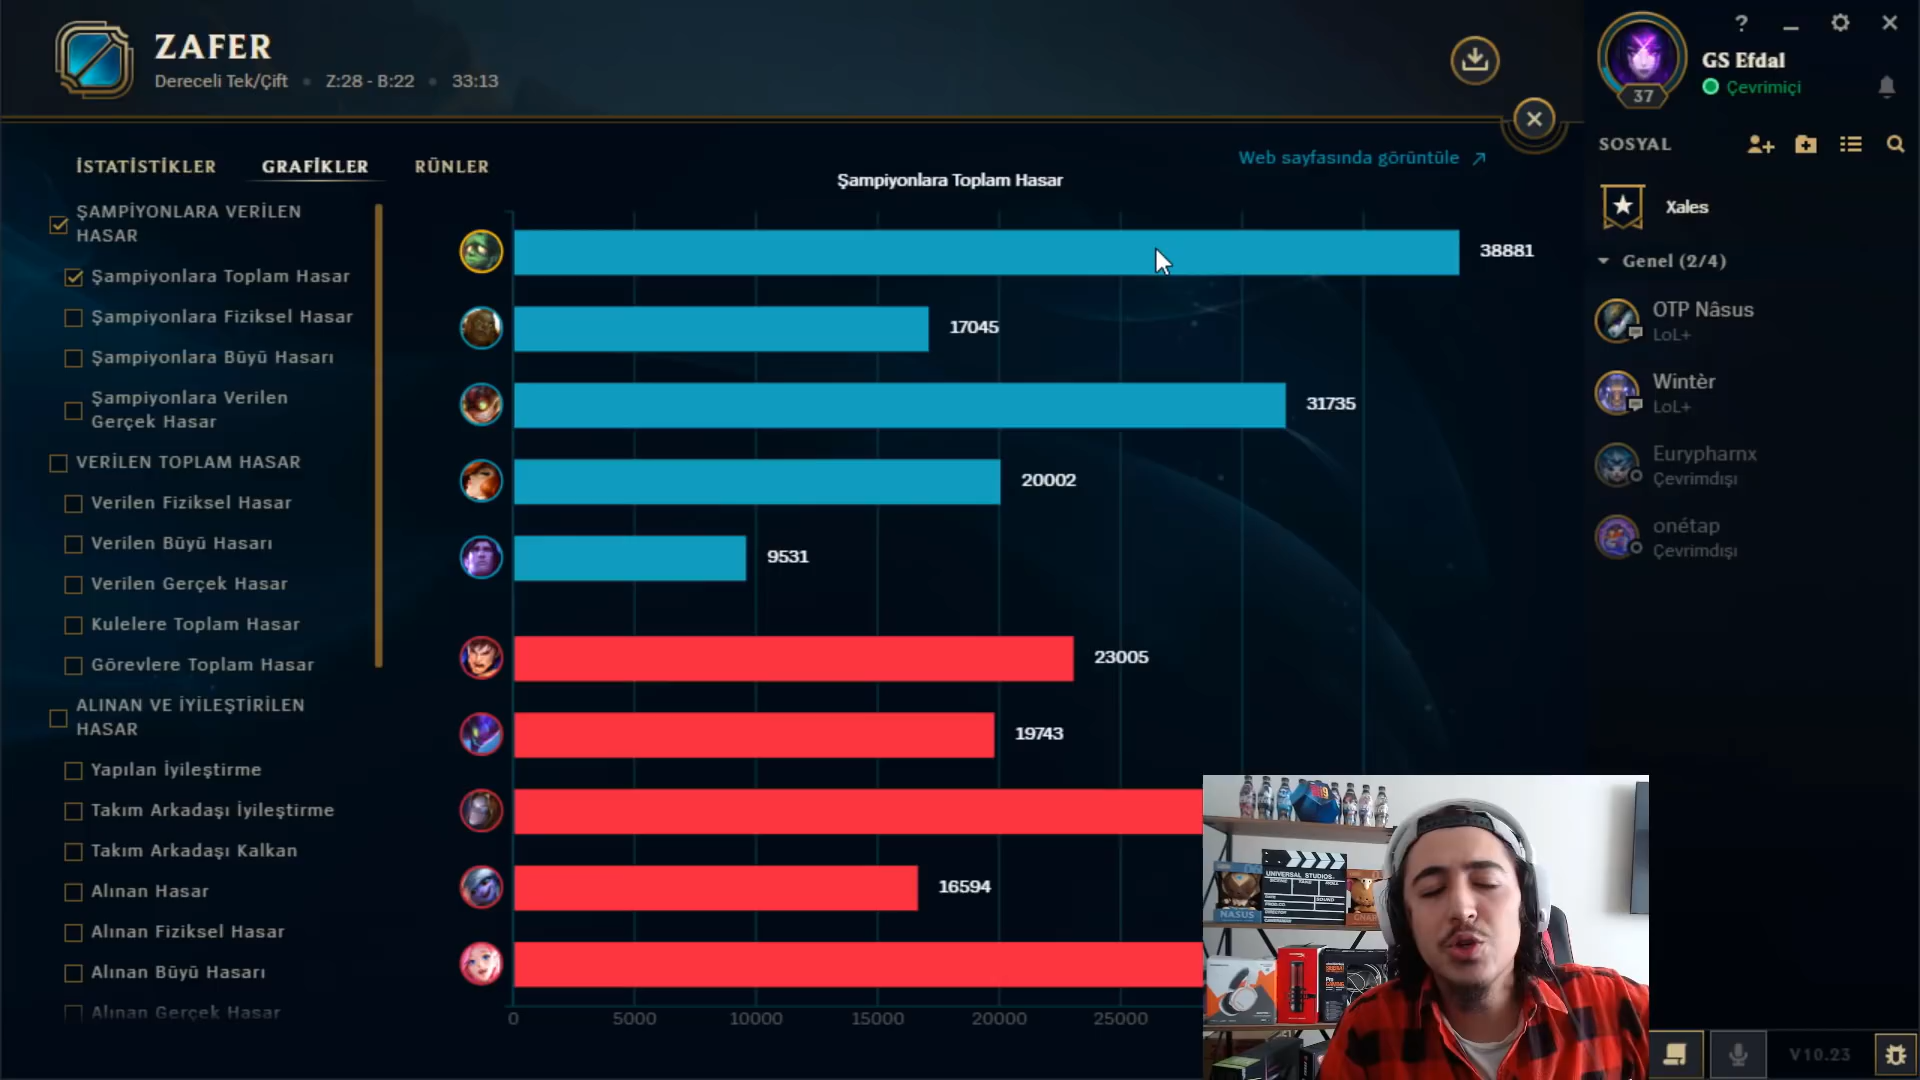 ZAFER
Dereceli Tek/Çift • Z:28 - B:22 • 33:13
İSTATİSTİKLER
GRAFİKLER
RÜNLER
Web sayfasında görüntüle
Şampiyonlara Toplam Hasar
ŞAMPİYONLARA VERİLEN
HASAR
Şampiyonlara Toplam Hasar
Şampiyonlara Fiziksel Hasar
Şampiyonlara Büyü Hasarı
Şampiyonlara Verilen
Gerçek Hasar
VERİLEN TOPLAM HASAR
Verilen Fiziksel Hasar
Verilen Büyü Hasarı
Verilen Gerçek Hasar
Kulelere Toplam Hasar
Görevlere Toplam Hasar
ALINAN VE İYİLEŞTİRİLEN
HASAR
Yapılan İyileştirme
Takım Arkadaşı İyileştirme
Takım Arkadaşı Kalkan
Alınan Hasar
Alınan Fiziksel Hasar
Alınan Büyü Hasarı
Alınan Gerçek Hasar
38881
17045
31735
20002
9531
23005
19743
16594
0
5000
10000
15000
20000
25000
?
37
GS Efdal
Çevrimiçi
SOSYAL
Xales
Genel (2/4)
OTP Nâsus
LoL+
Wintèr
LoL+
Eurypharnx
Çevrimdışı
onétap
Çevrimdışı
UNIVERSAL STUDIOS
NASUS
V10.23